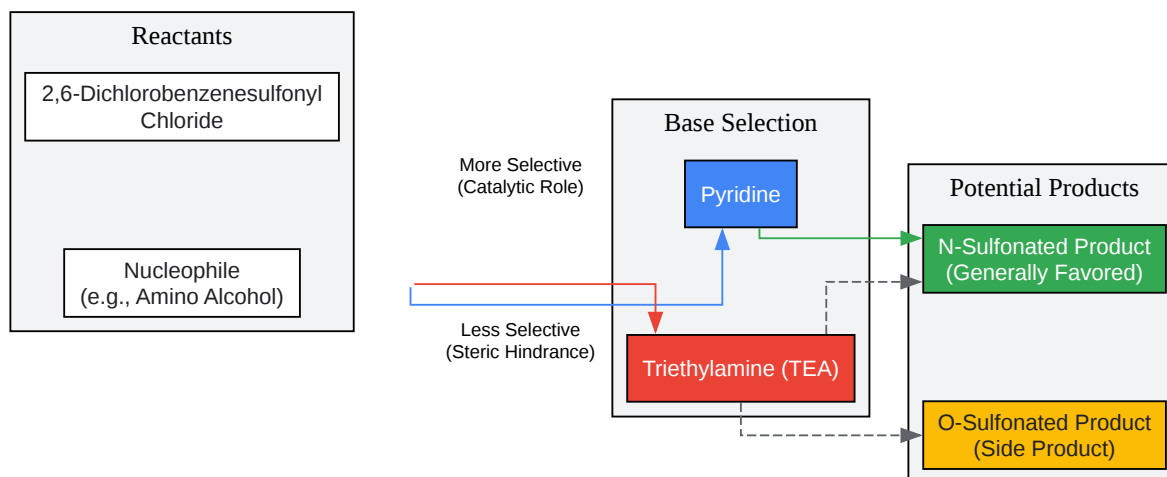 Reactants
2,6-Dichlorobenzenesulfonyl
Chloride
Nucleophile
(e.g., Amino Alcohol)
More Selective
(Catalytic Role)
Less Selective
(Steric Hindrance)
Base Selection
Pyridine
Triethylamine (TEA)
Potential Products
N-Sulfonated Product
(Generally Favored)
O-Sulfonated Product
(Side Product)